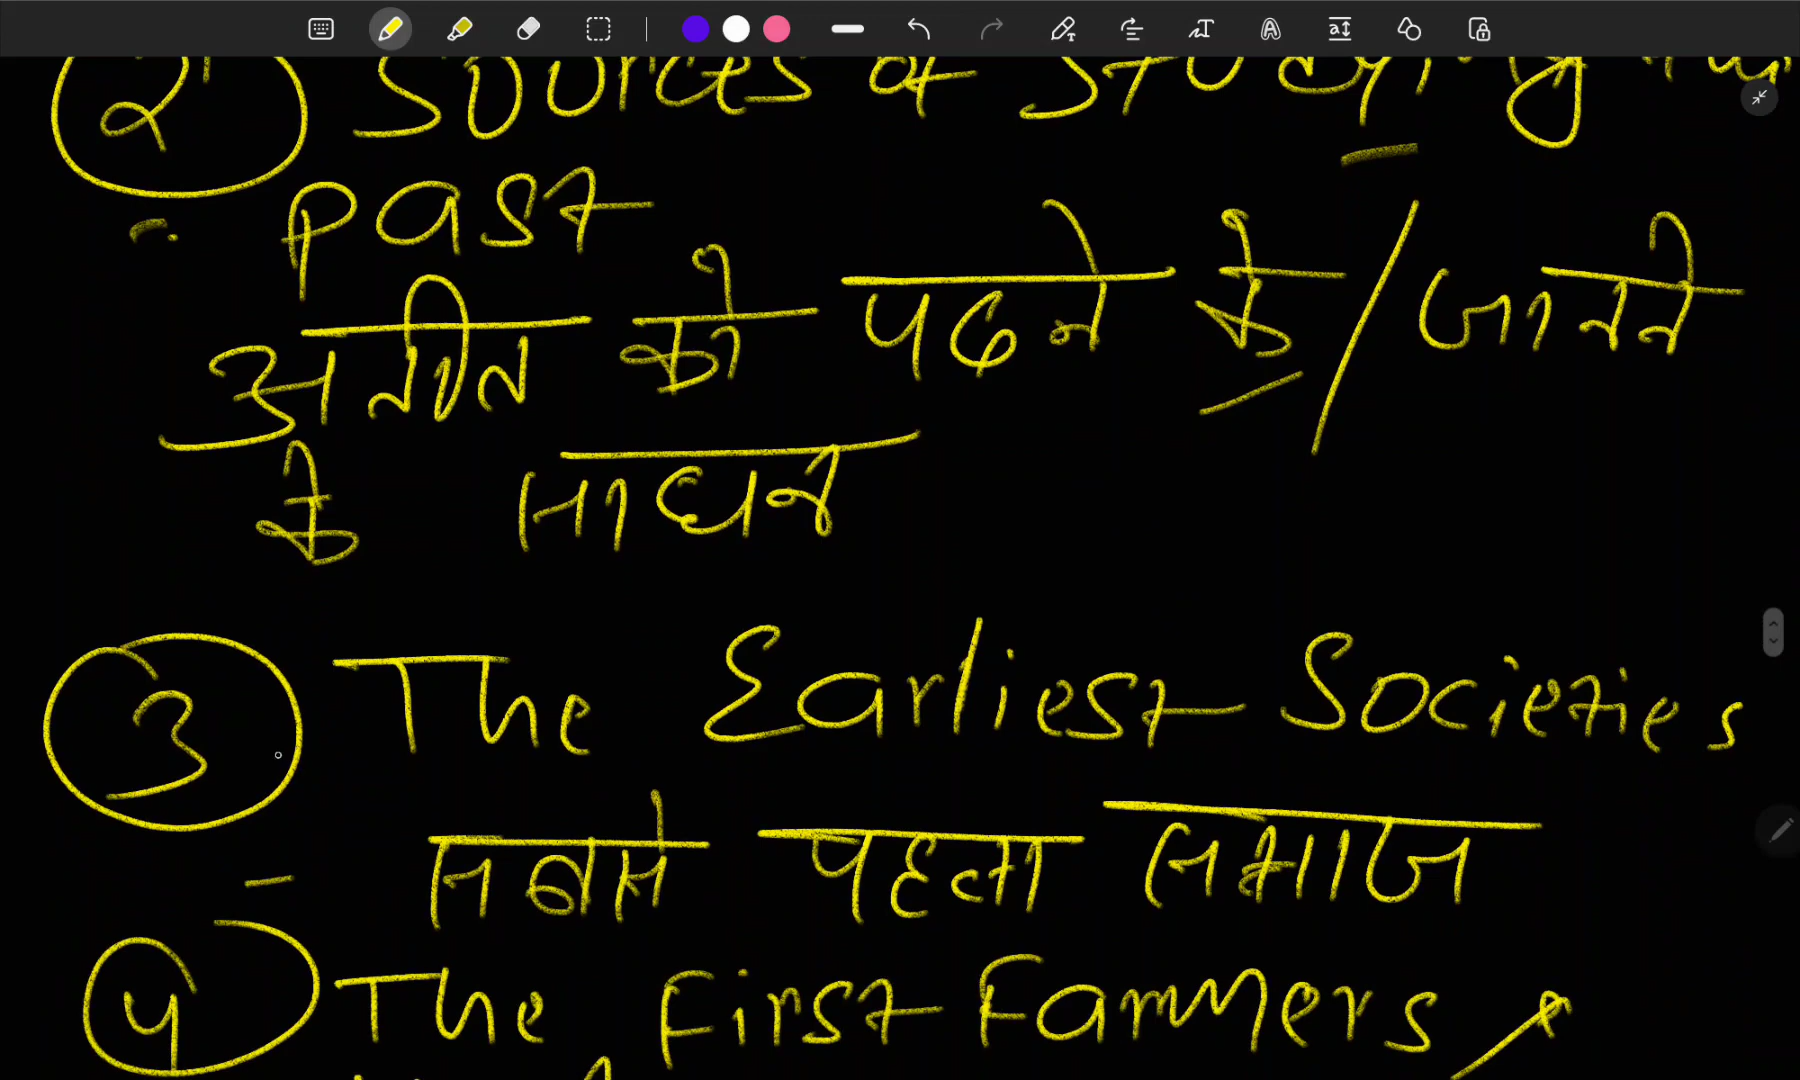 2 Sources of Studying the
past
अतीत को पढने के / जानने
के साधन
3 The Earliest Societies
सबसे पहला समाज
4 The First Farmers